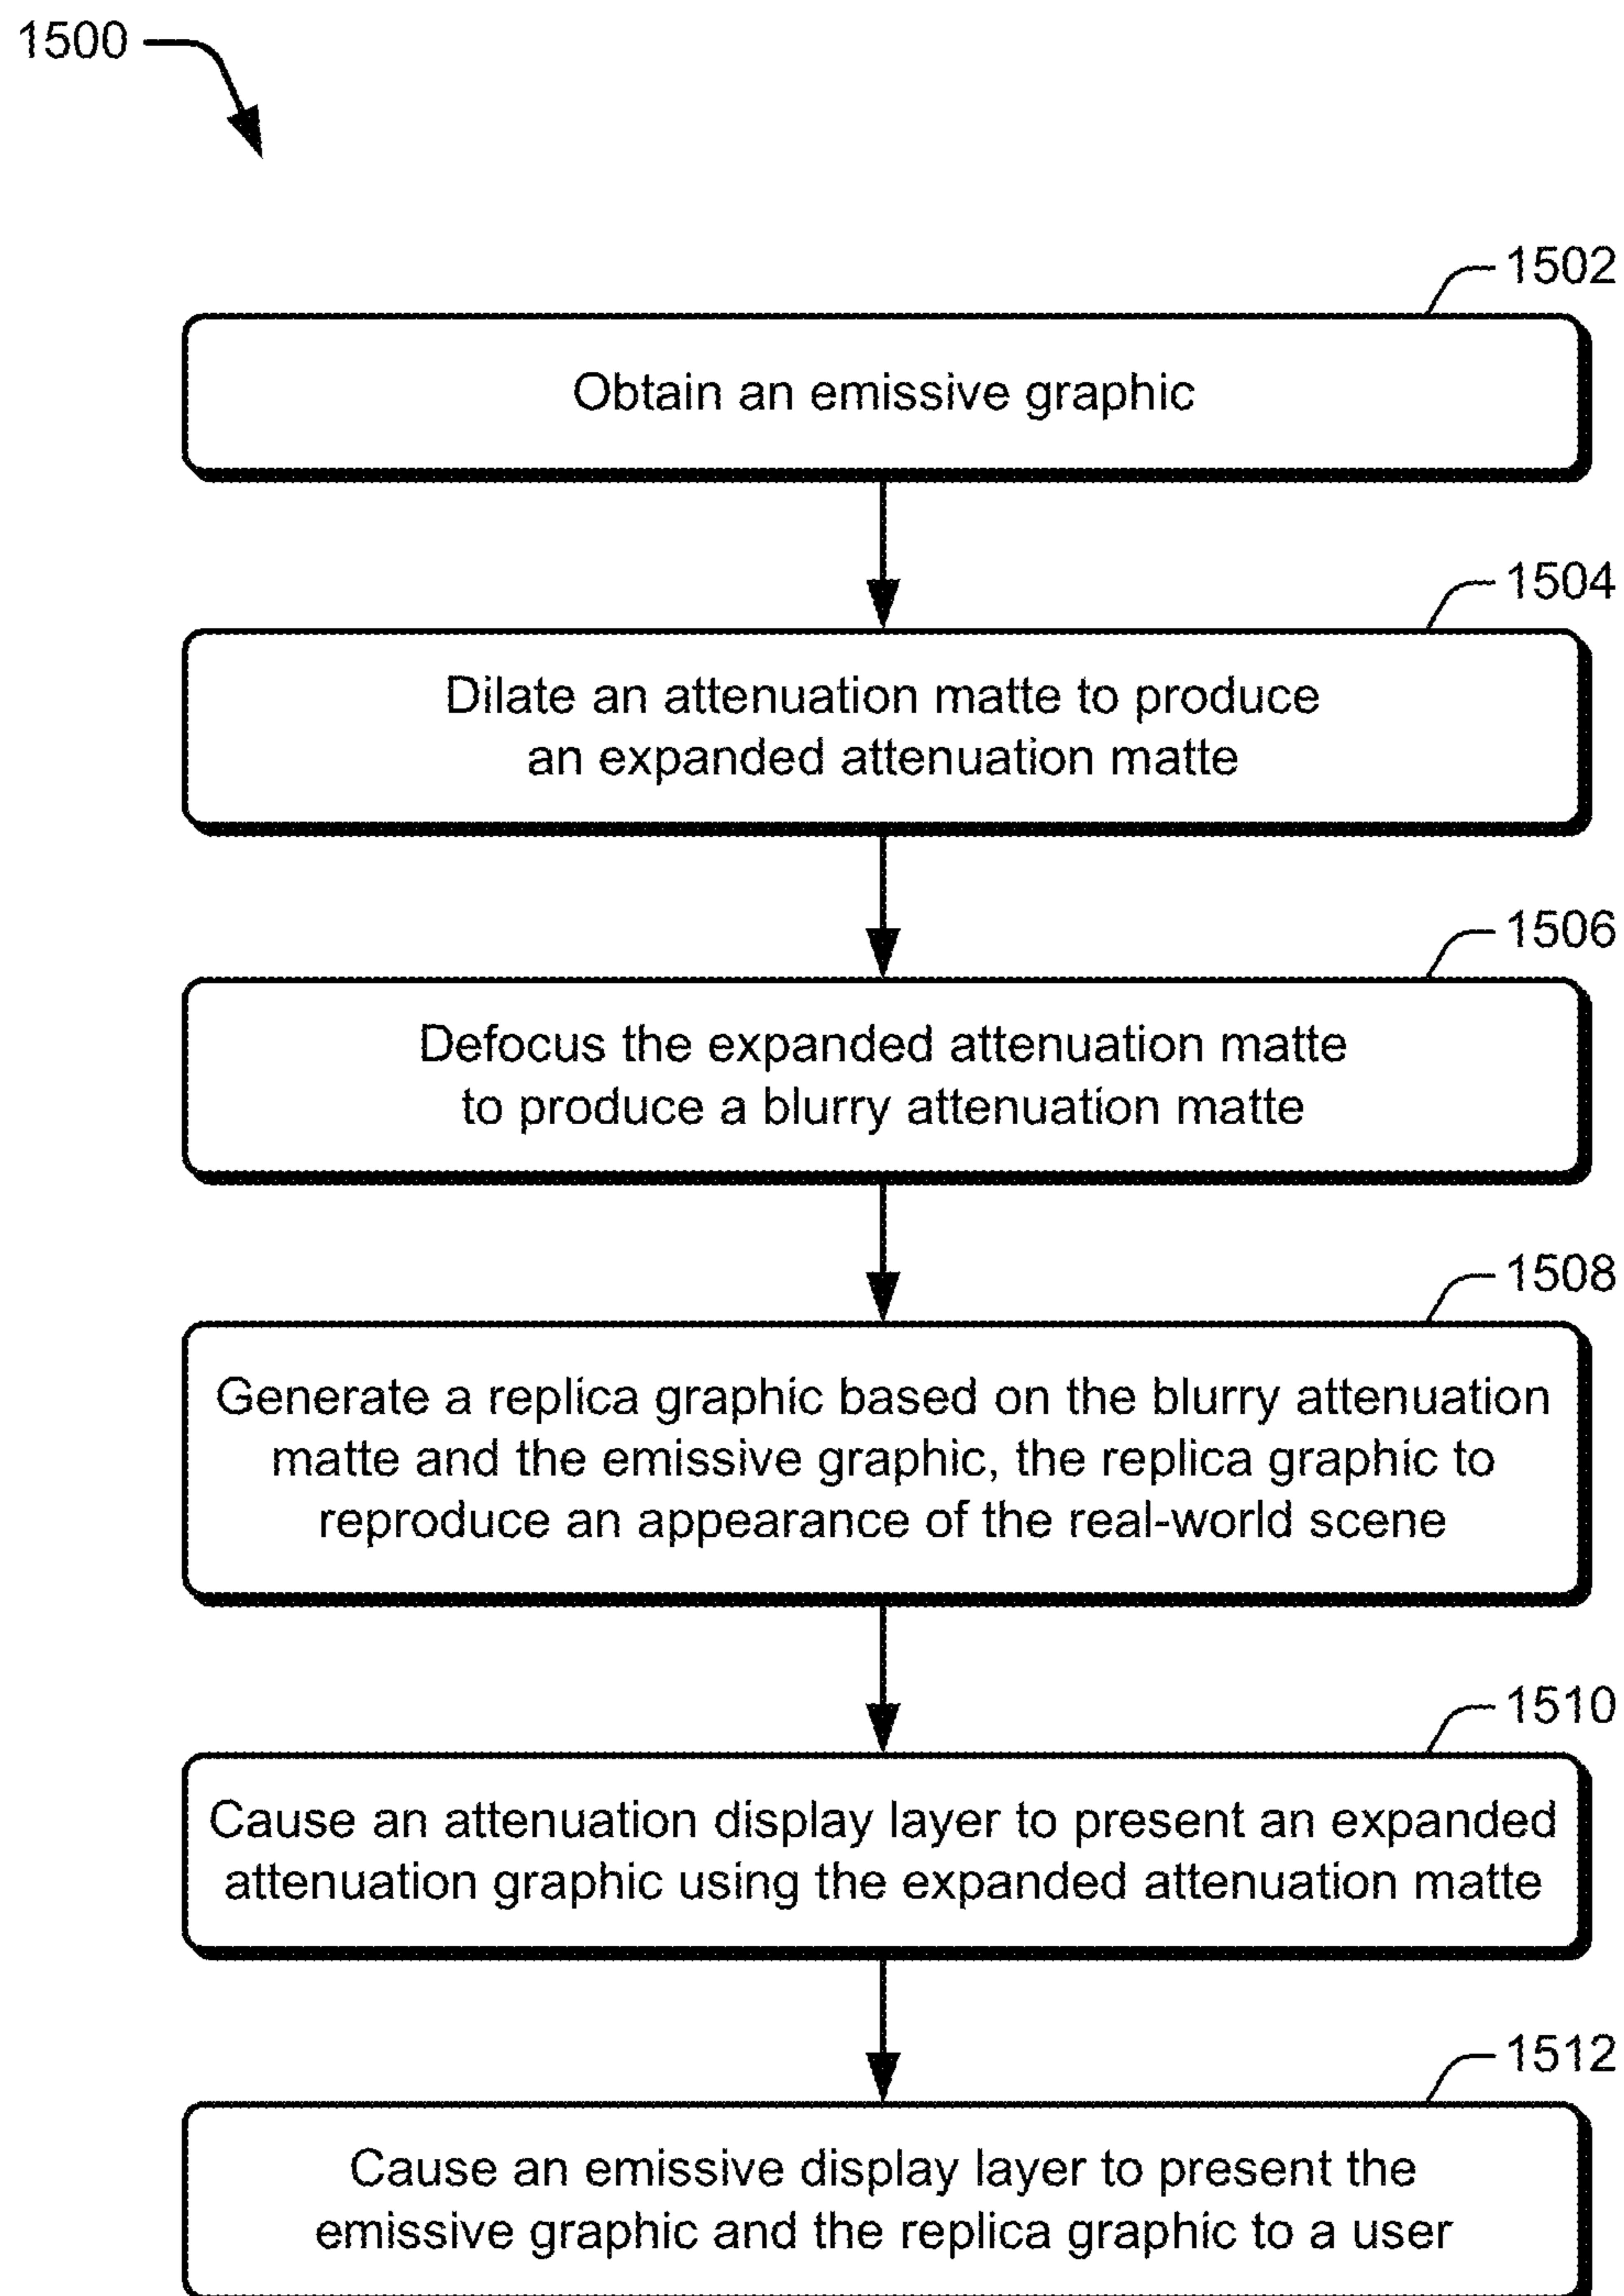 1500
1502
Obtain an emissive graphic
1504
Dilate an attenuation matte to produce
an expanded attenuation matte
1506
Defocus the expanded attenuation matte
to produce a blurry attenuation matte
1508
Generate a replica graphic based on the blurry attenuation
matte and the emissive graphic, the replica graphic to
reproduce an appearance of the real-world scene
1510
Cause an attenuation display layer to present an expanded
attenuation graphic using the expanded attenuation matte
1512
Cause an emissive display layer to present the
emissive graphic and the replica graphic to a user